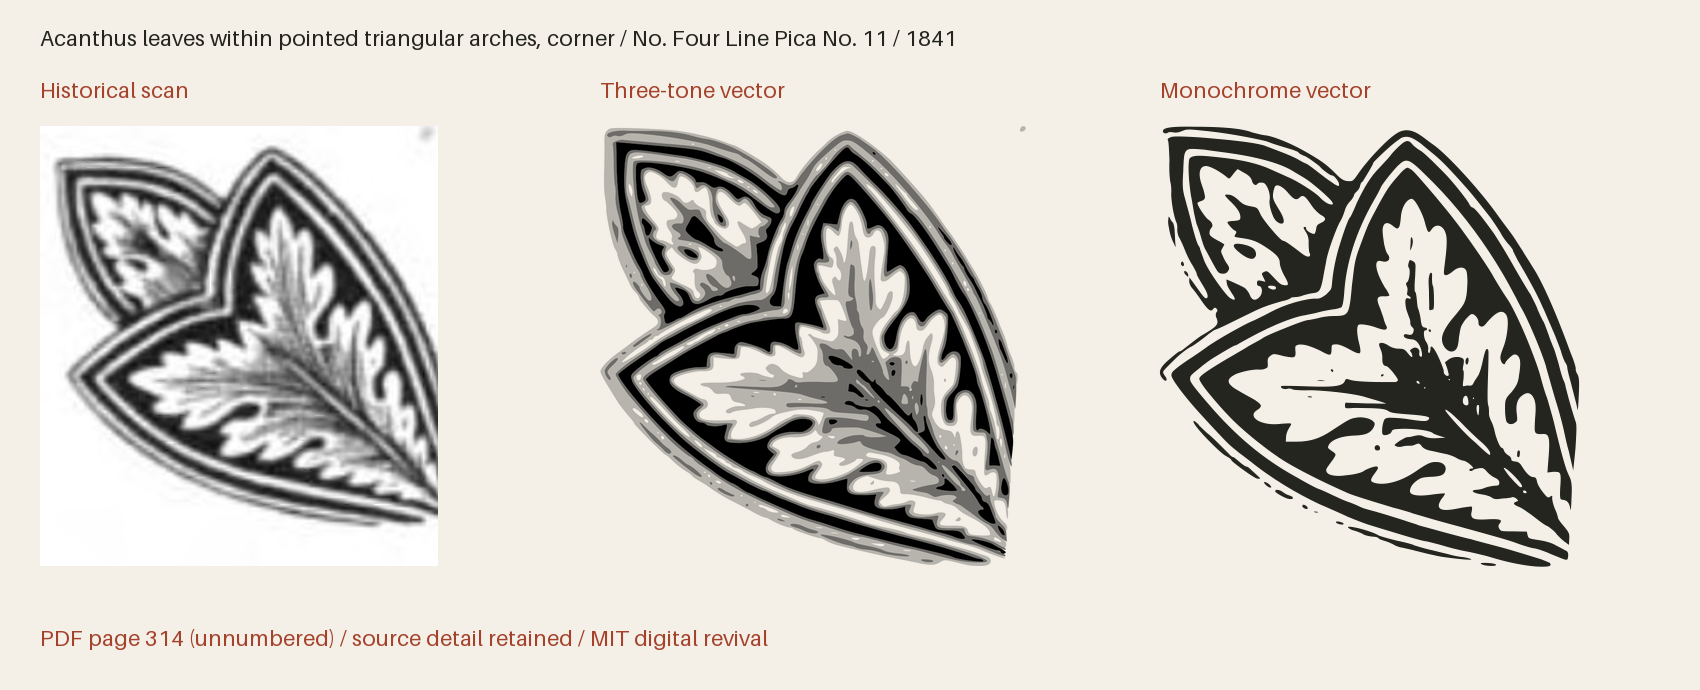 Acanthus leaves within pointed triangular arches, corner / No. Four Line Pica No. 11 / 1841
Historical scan
Three-tone vector
Monochrome vector
PDF page 314 (unnumbered) / source detail retained / MIT digital revival